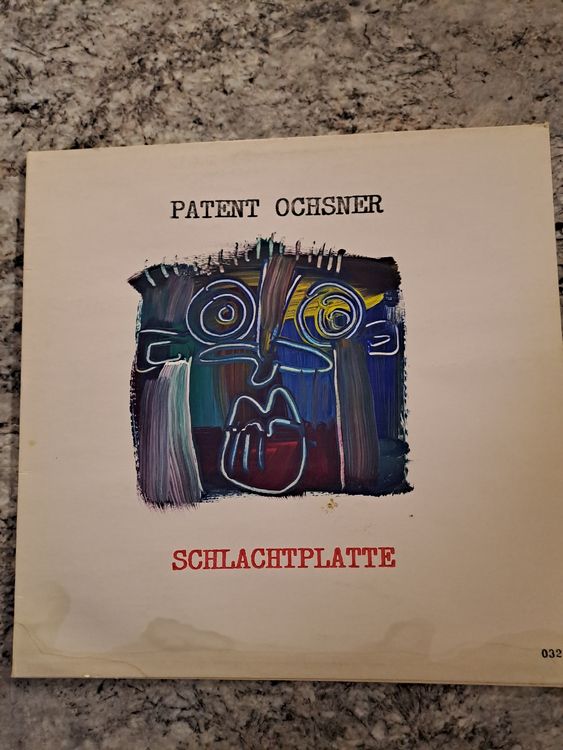 PATENT OCHSNER
SCHLACHTPLATTE
032